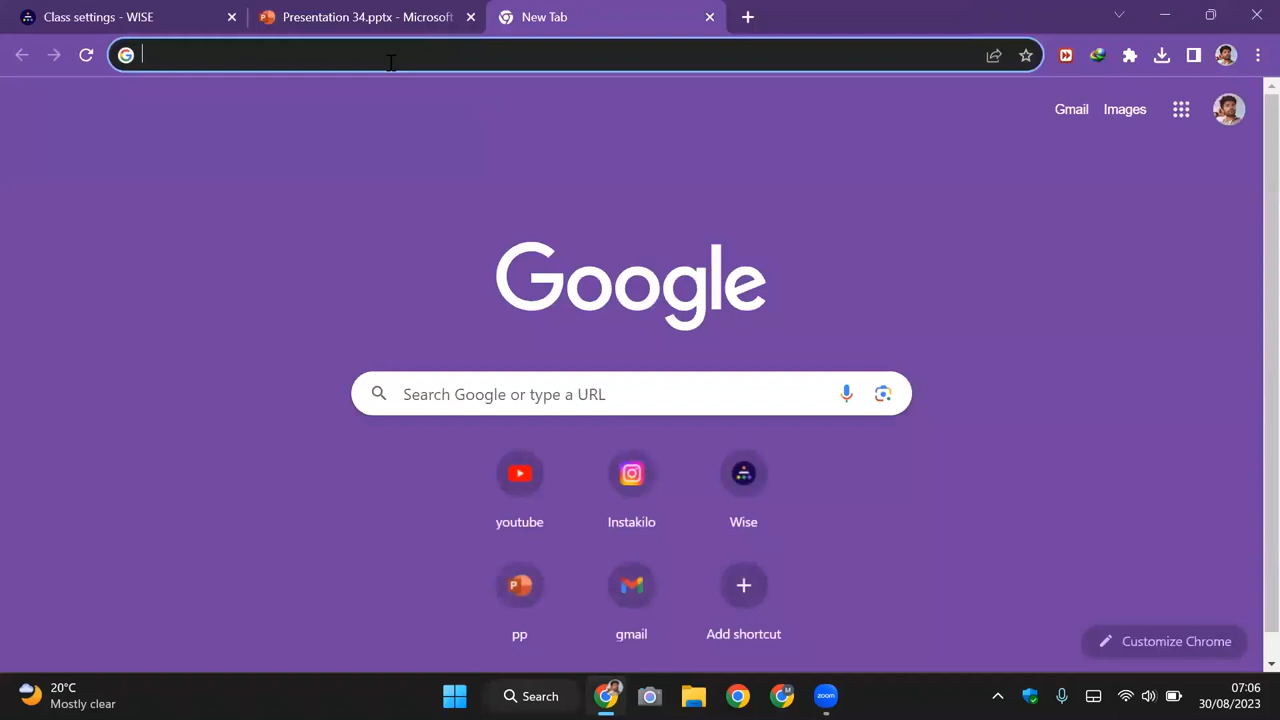 Class settings - WISE
Presentation 34.pptx - Microsoft
New Tab
Gmail Images
Google
Search Google or type a URL
youtube Instakilo Wise
pp gmail Add shortcut
Customize Chrome
20°C
Mostly clear
Search
07:06
30/08/2023